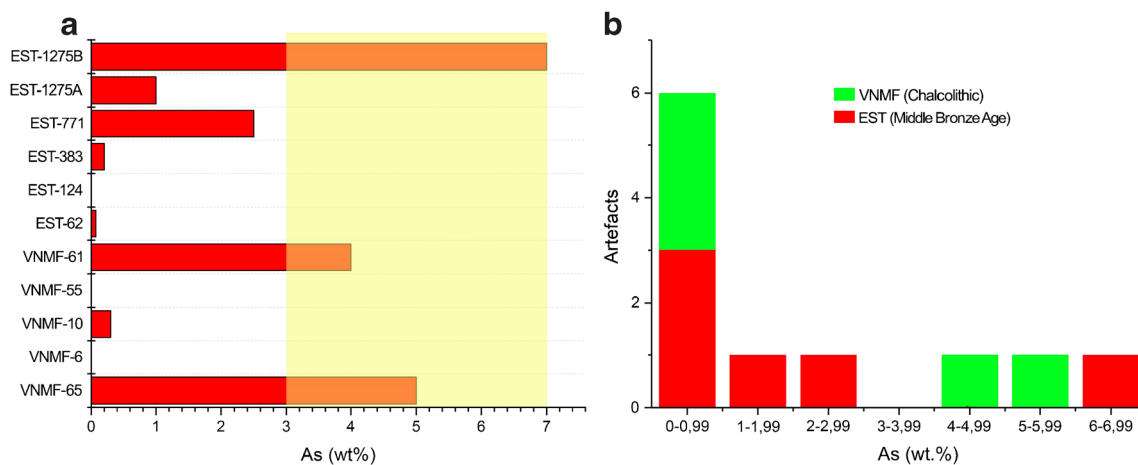 a
EST-1275B
EST-1275A
EST-771
EST-383
EST-124
EST-62
VNMF-61
VNMF-55
VNMF-10
VNMF-6
VNMF-65
0 1 2 3 4 5 6 7
As (wt%)
b
Artefacts
6
4
2
0
VNMF (Chalcolithic)
EST (Middle Bronze Age)
0-0,99 1-1,99 2-2,99 3-3,99 4-4,99 5-5,99 6-6,99
As (wt.%)